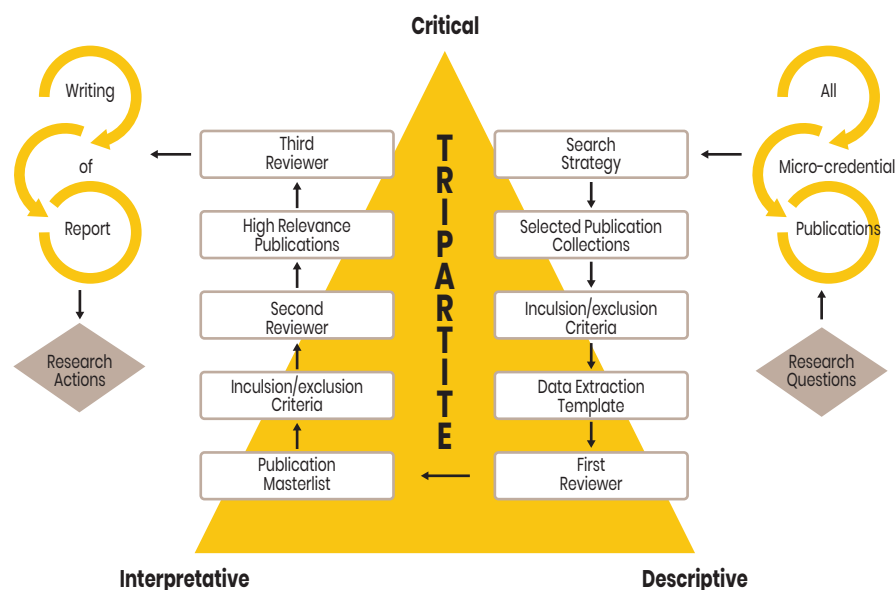 Critical
Writing
of
Report
Research
Actions
Third
Reviewer
High Relevance
Publications
Second
Reviewer
Inculsion/exclusion
Criteria
Publication
Masterlist
TRIPARTITE
Search
Strategy
Selected Publication
Collections
Inculsion/exclusion
Criteria
Data Extraction
Template
First
Reviewer
All
Micro-credential
Publications
Research
Questions
Interpretative
Descriptive